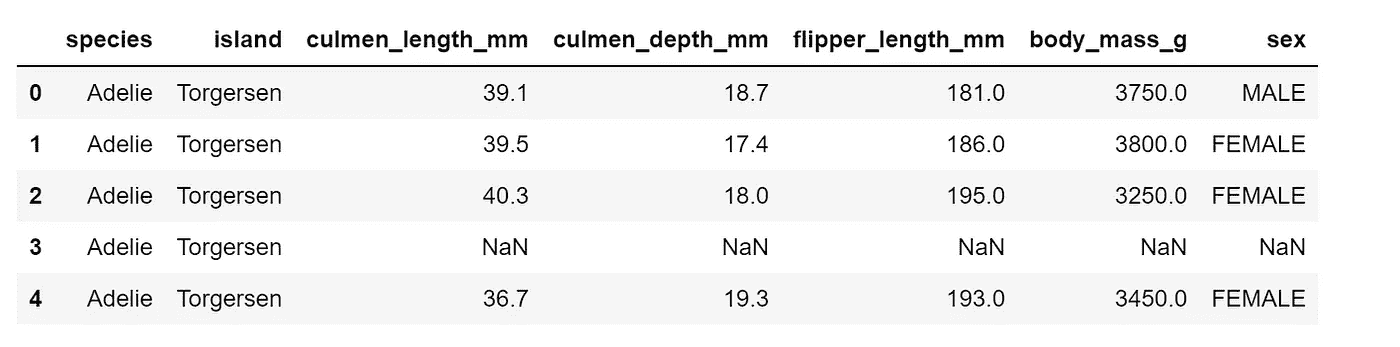 species island culmen_length_mm culmen_depth_mm flipper_length_mm body_mass_g sex
0 Adelie Torgersen 39.1 18.7 181.0 3750.0 MALE
1 Adelie Torgersen 39.5 17.4 186.0 3800.0 FEMALE
2 Adelie Torgersen 40.3 18.0 195.0 3250.0 FEMALE
3 Adelie Torgersen NaN NaN NaN NaN NaN
4 Adelie Torgersen 36.7 19.3 193.0 3450.0 FEMALE